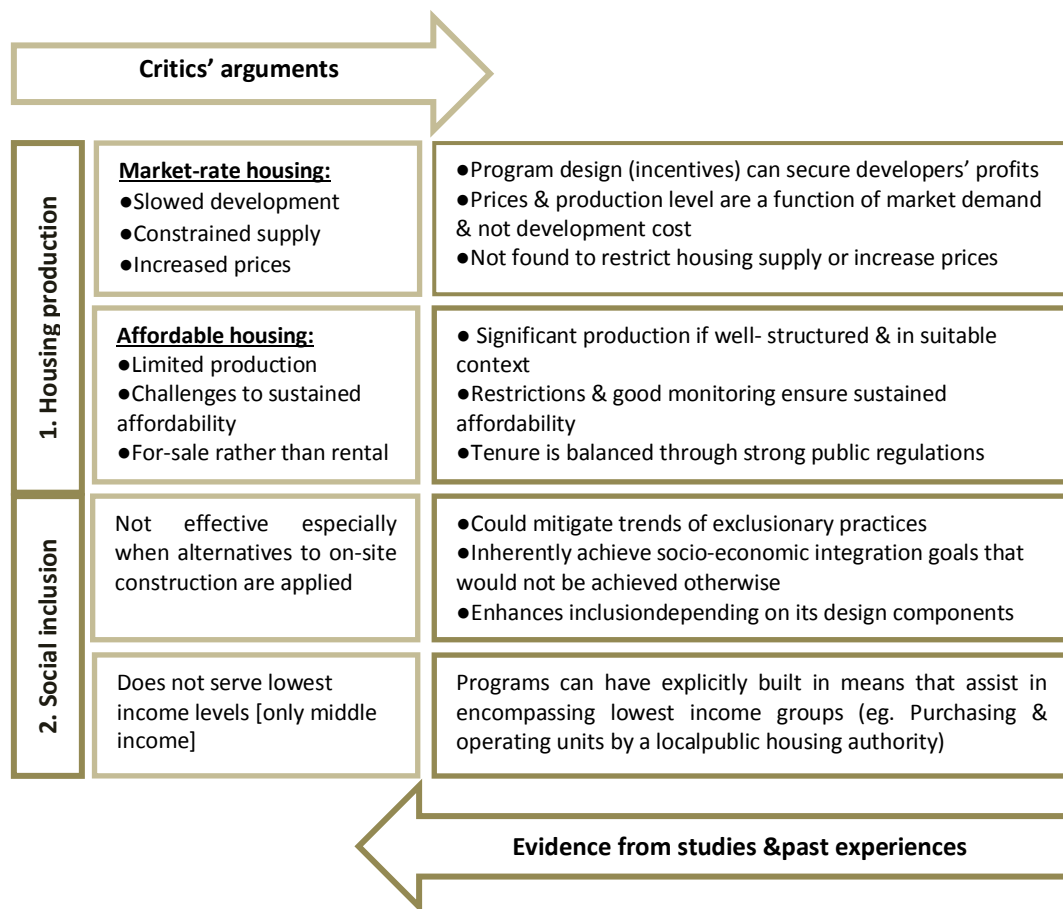 Critics’ arguments
1. Housing production
Market-rate housing:
●Slowed development
●Constrained supply
●Increased prices
●Program design (incentives) can secure developers’ profits
●Prices & production level are a function of market demand
& not development cost
●Not found to restrict housing supply or increase prices
Affordable housing:
●Limited production
●Challenges to sustained
affordability
●For-sale rather than rental
● Significant production if well- structured & in suitable
context
●Restrictions & good monitoring ensure sustained
affordability
●Tenure is balanced through strong public regulations
2. Social inclusion
Not effective especially
when alternatives to on-site
construction are applied
●Could mitigate trends of exclusionary practices
●Inherently achieve socio-economic integration goals that
would not be achieved otherwise
●Enhances inclusiondepending on its design components
Does not serve lowest
income levels [only middle
income]
Programs can have explicitly built in means that assist in
encompassing lowest income groups (eg. Purchasing &
operating units by a localpublic housing authority)
Evidence from studies &past experiences